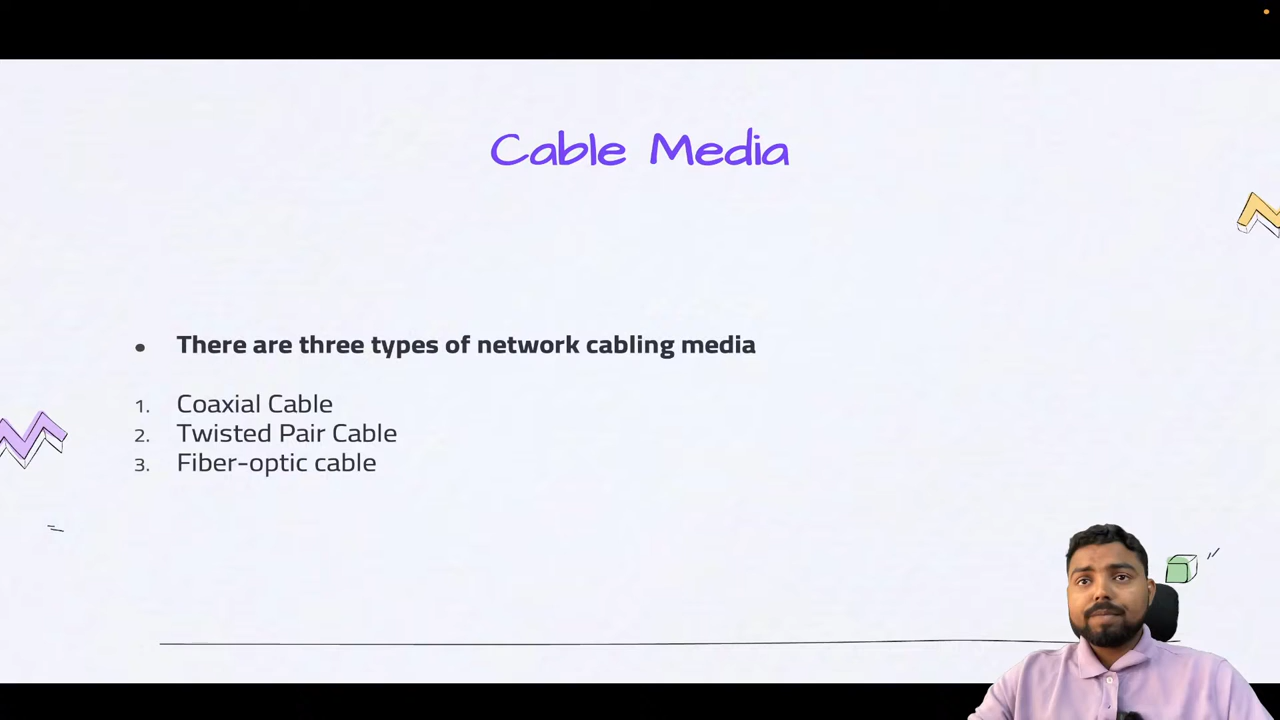 Cable Media
• There are three types of network cabling media
1. Coaxial Cable
2. Twisted Pair Cable
3. Fiber-optic cable